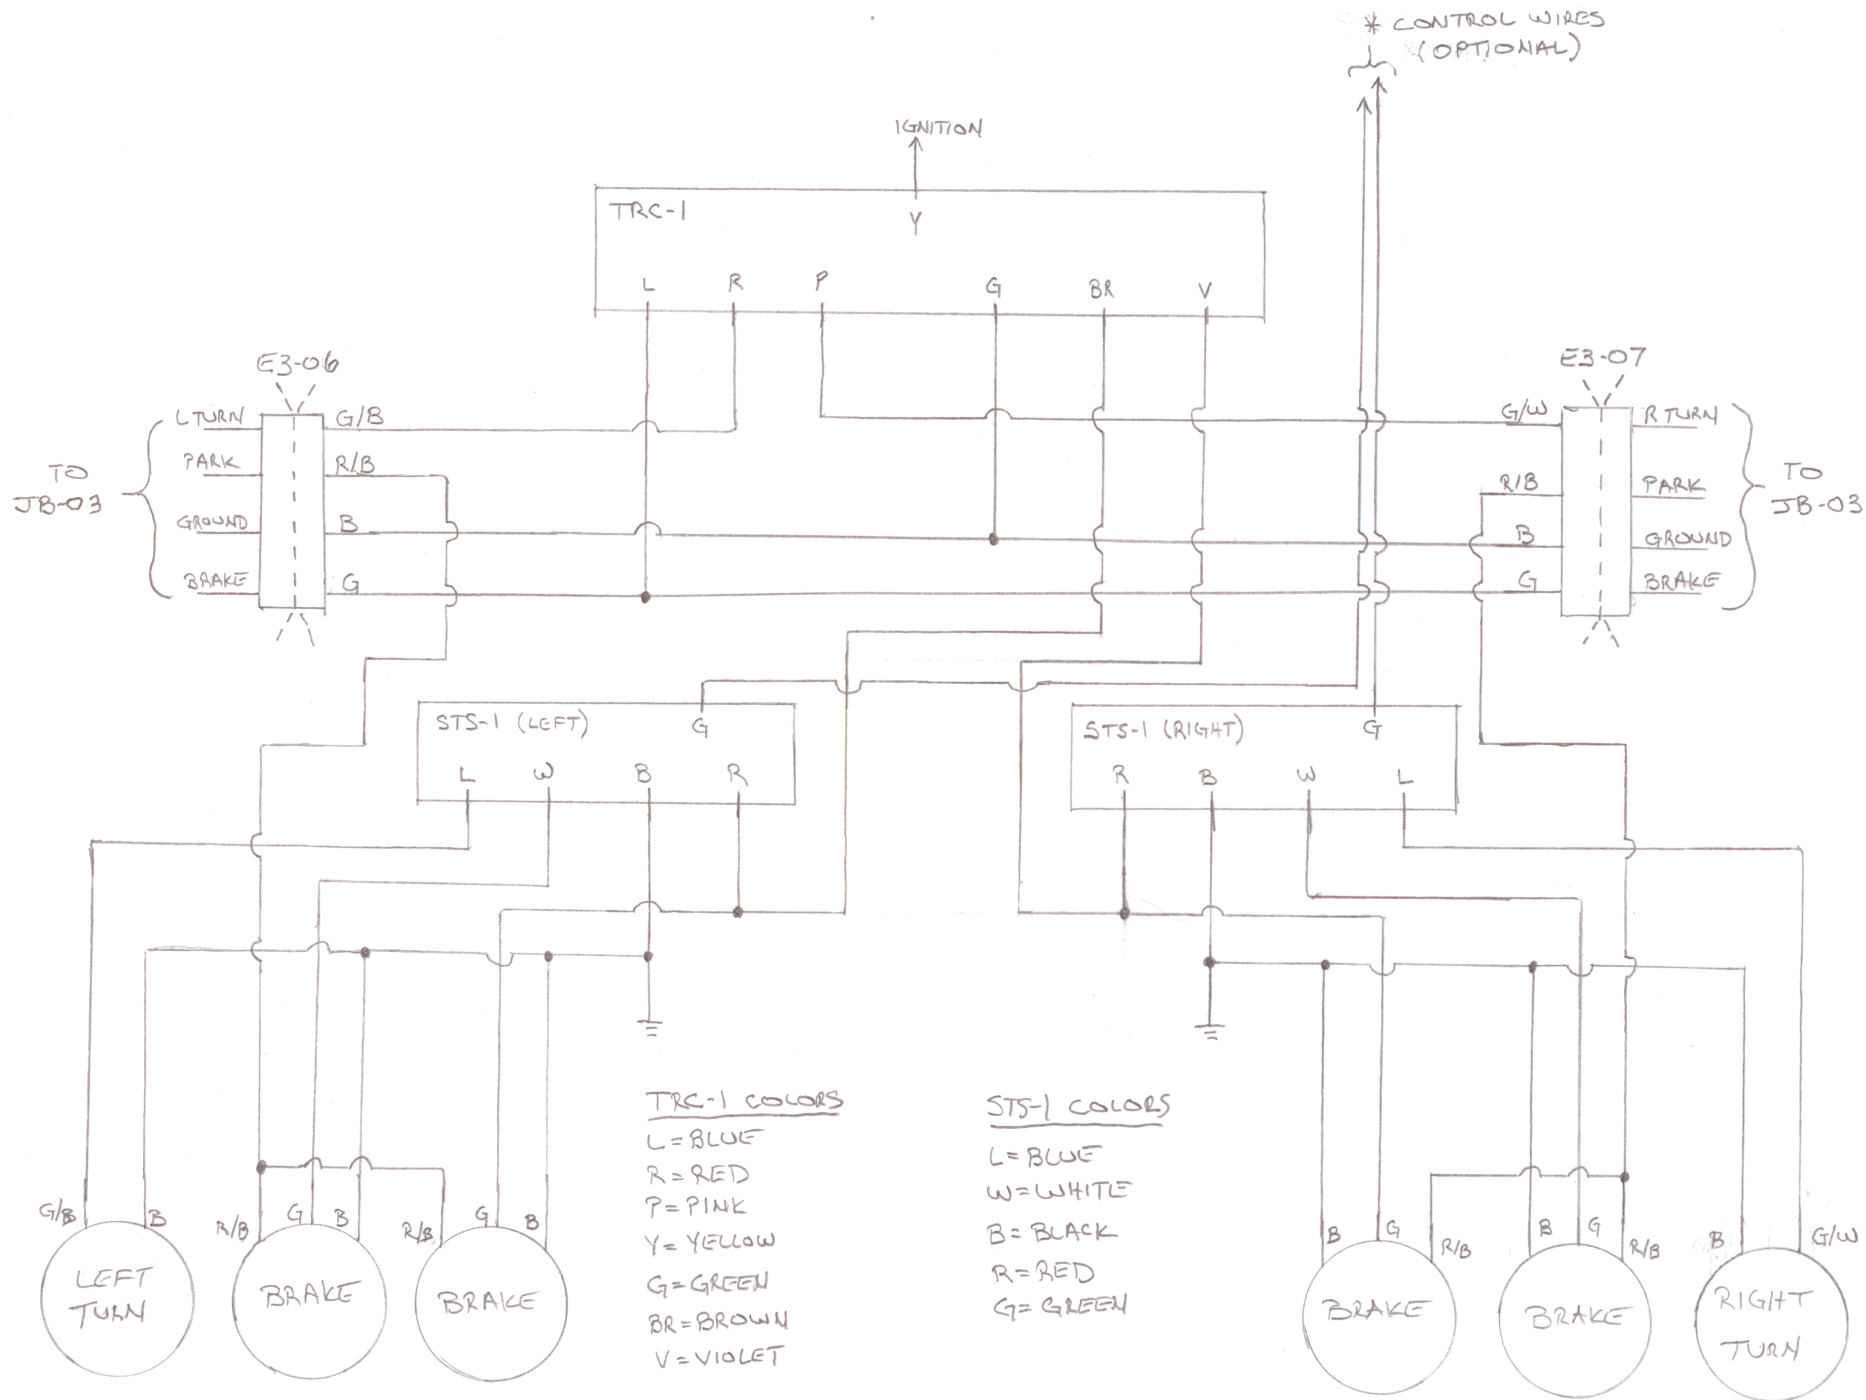 * CONTROL WIRES
(OPTIONAL)
IGNITION
TRC-1
Y
L R P G BR V
E3-06
E3-07
L TURN G/B
G/W R TURN
PARK R/B
R/B PARK
TO
JB-03
TO
JB-03
GROUND B
B GROUND
BRAKE G
G BRAKE
STS-1 (LEFT) G
L W B R
STS-1 (RIGHT) G
R B W L
TRC-1 COLORS
L = BLUE
R = RED
P = PINK
Y = YELLOW
G = GREEN
BR = BROWN
V = VIOLET
STS-1 COLORS
L = BLUE
W = WHITE
B = BLACK
R = RED
G = GREEN
G/B B
R/B G B
R/B G B
B G R/B
B G R/B
B G/W
LEFT
TURN
BRAKE
BRAKE
BRAKE
BRAKE
RIGHT
TURN